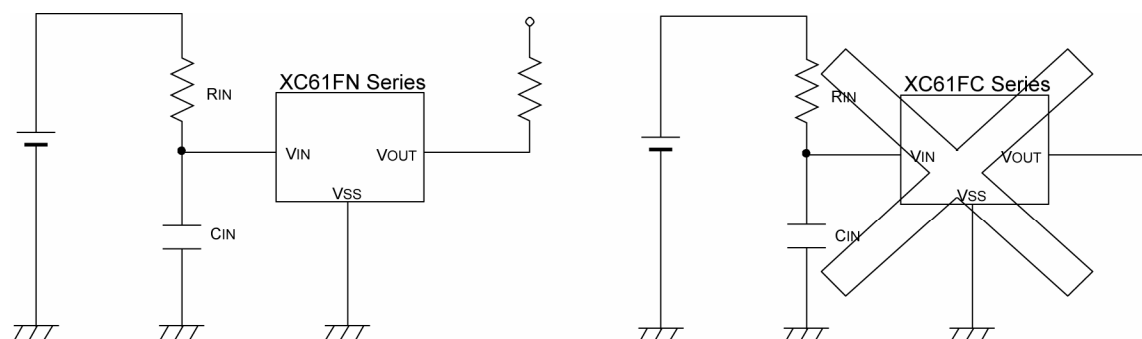 XC61FN Series
RIN
VIN
VOUT
VSS
CIN
XC61FC Series
RIN
VIN
VOUT
VSS
CIN